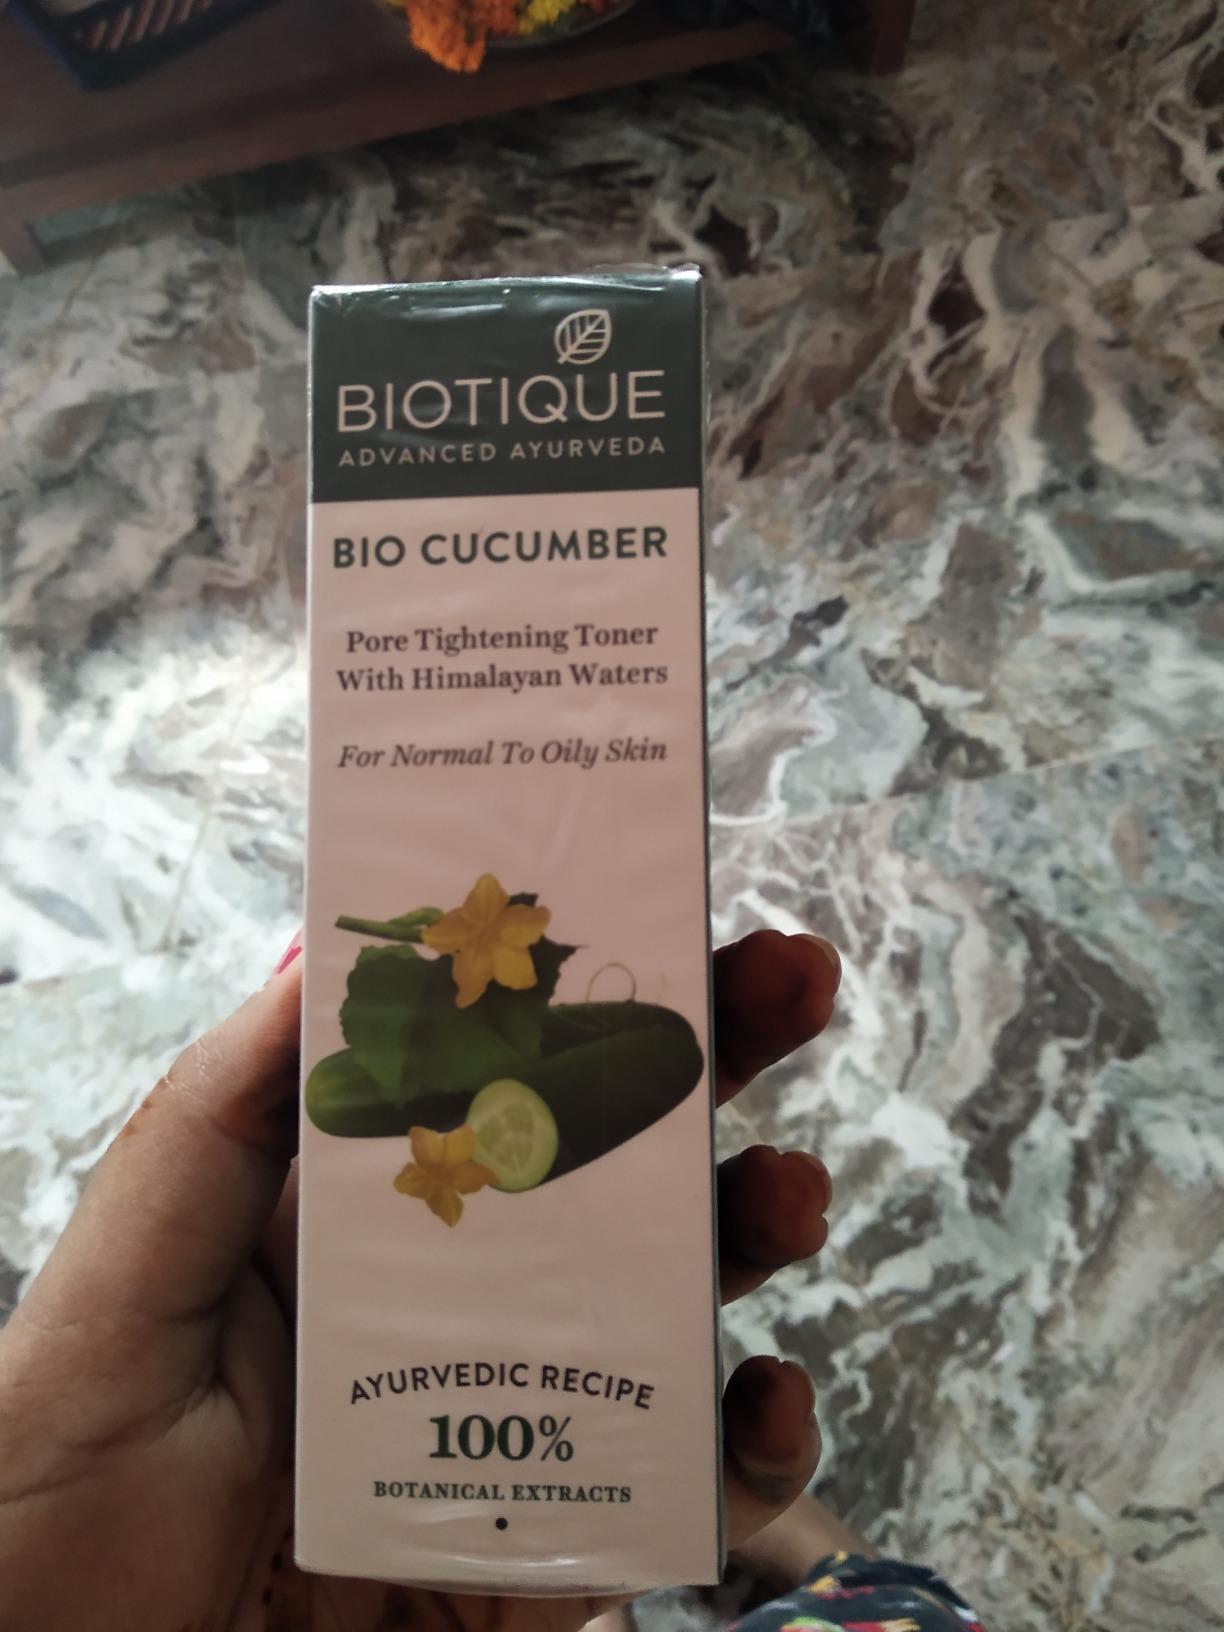 BIOTIQUE
ADVANCED AYURVEDA
BIO CUCUMBER
Pore Tightening Toner
With Himalayan Waters
For Normal To Oily Skin
AYURVEDIC RECIPE
100%
BOTANICAL EXTRACTS